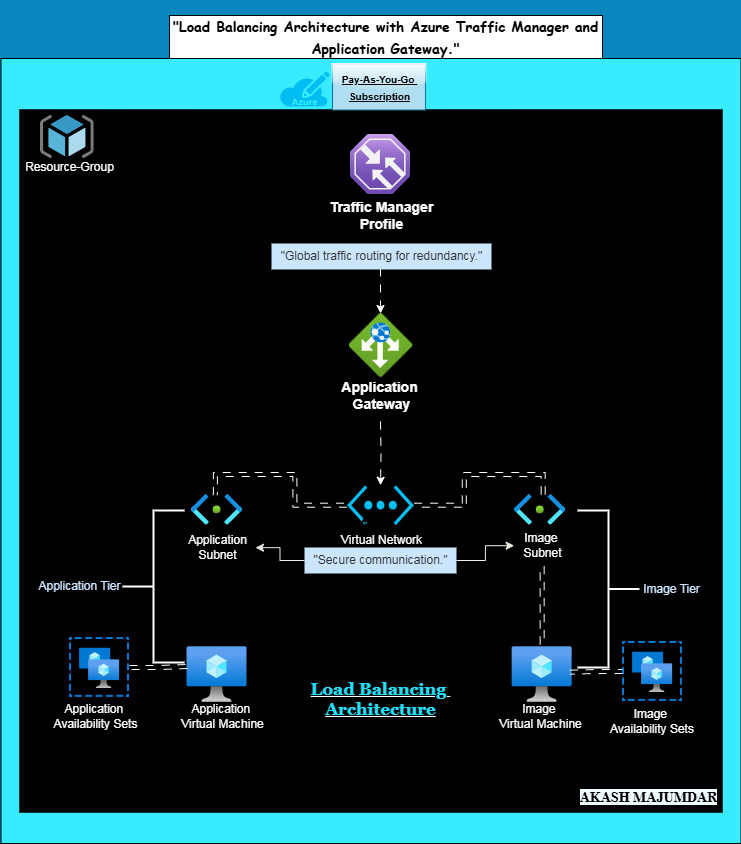 "Load Balancing Architecture with Azure Traffic Manager and
Application Gateway."
Azure
Pay-As-You-Go
Subscription
Resource-Group
Traffic Manager
Profile
"Global traffic routing for redundancy."
Application
Gateway
Application
Subnet
Virtual Network
Image
Subnet
"Secure communication."
Application Tier
Image Tier
Application
Availability Sets
Application
Virtual Machine
Load Balancing
Architecture
Image
Virtual Machine
Image
Availability Sets
AKASH MAJUMDAR